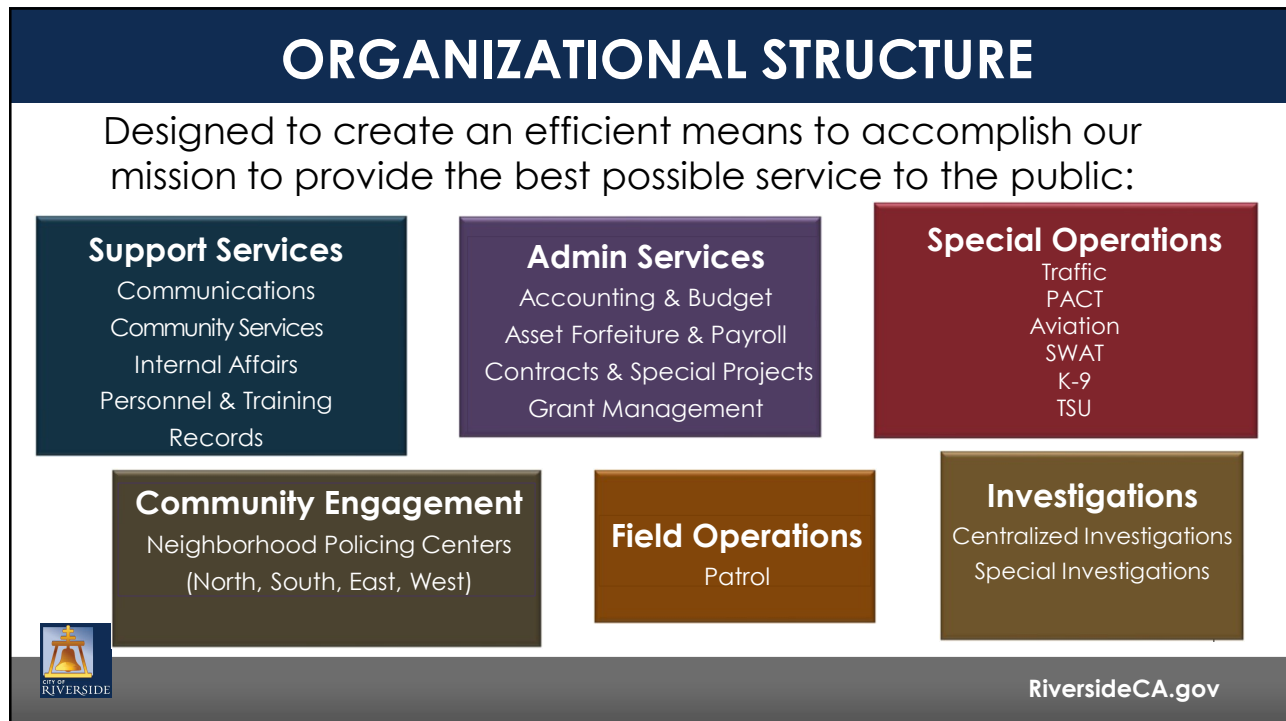 ORGANIZATIONAL STRUCTURE
Designed to create an efficient means to accomplish our
mission to provide the best possible service to the public:
Support Services
Communications
Community Services
Internal Affairs
Personnel & Training
Records
Admin Services
Accounting & Budget
Asset Forfeiture & Payroll
Contracts & Special Projects
Grant Management
Special Operations
Traffic
PACT
Aviation
SWAT
K-9
TSU
Community Engagement
Neighborhood Policing Centers
(North, South, East, West)
Field Operations
Patrol
Investigations
Centralized Investigations
Special Investigations
CITY OF
RIVERSIDE
RiversideCA.gov